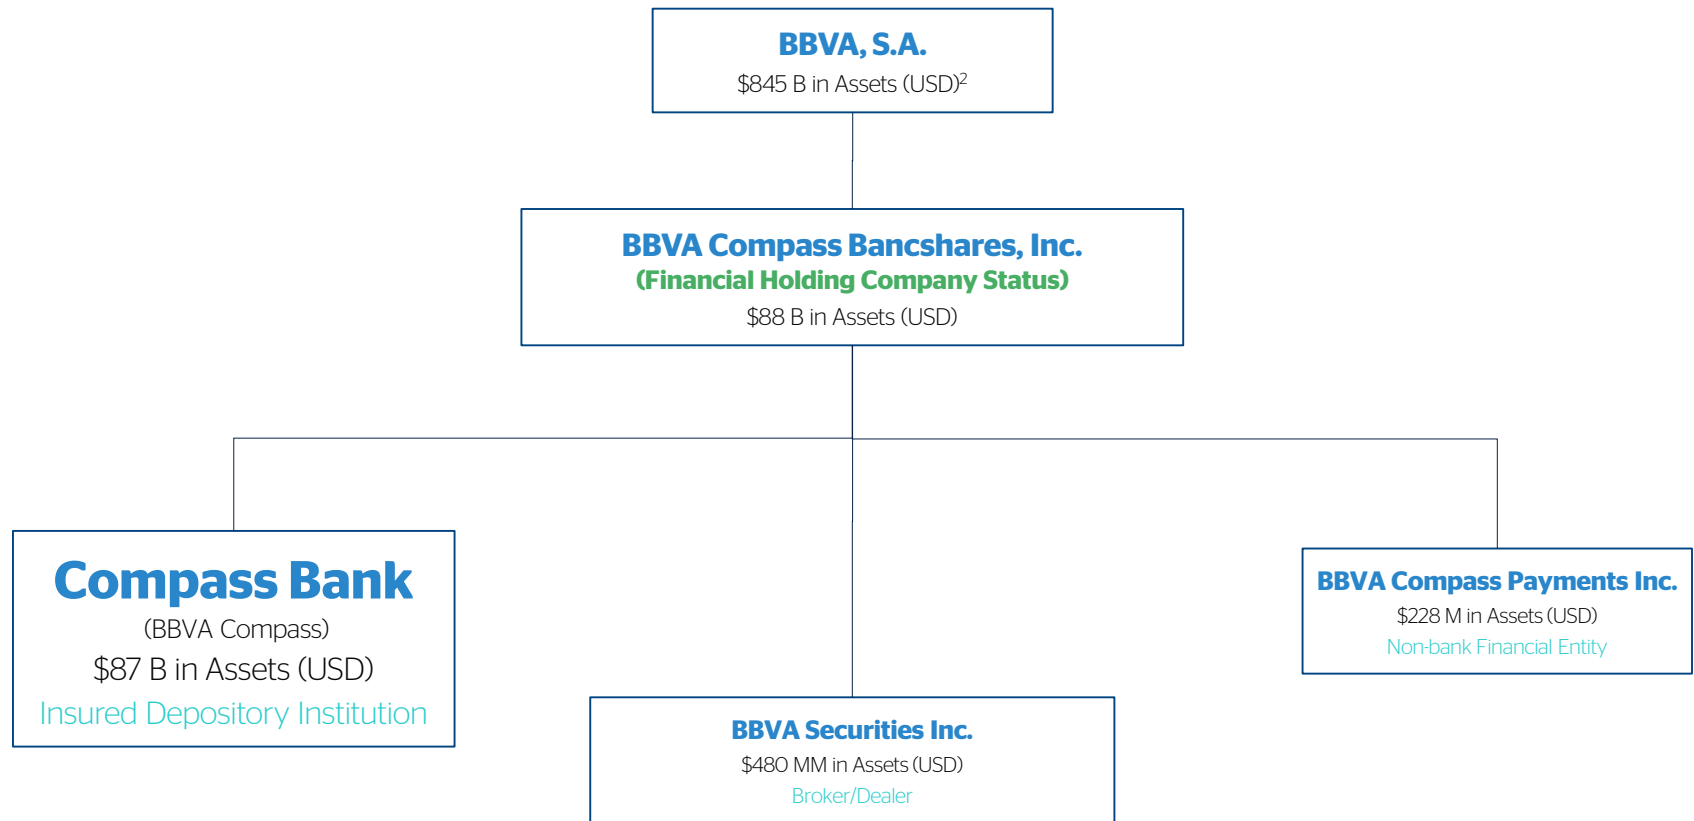 BBVA, S.A.
$845 B in Assets (USD)2
BBVA Compass Bancshares, Inc.
(Financial Holding Company Status)
$88 B in Assets (USD)
Compass Bank
(BBVA Compass)
$87 B in Assets (USD)
Insured Depository Institution
BBVA Securities Inc.
$480 MM in Assets (USD)
Broker/Dealer
BBVA Compass Payments Inc.
$228 M in Assets (USD)
Non-bank Financial Entity